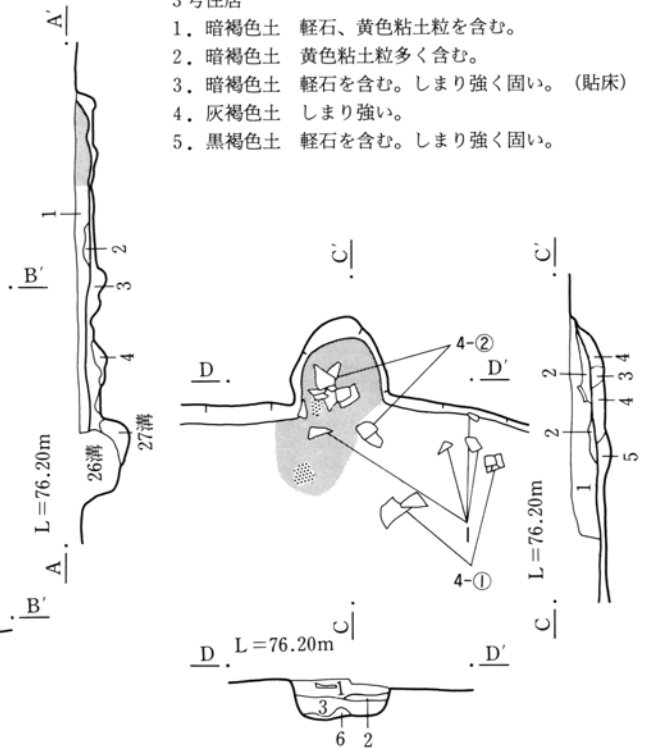 3号住居
1．暗褐色土　軽石、黄色粘土粒を含む。
2．暗褐色土　黄色粘土粒多く含む。
3．暗褐色土　軽石を含む。しまり強く固い。（貼床）
4．灰褐色土　しまり強い。
5．黒褐色土　軽石を含む。しまり強く固い。
A′
1
2
3
4
B′
27溝
26溝
L＝76.20m
A
B′
C′
4-②
D
D′
1
4-①
C
C′
2
4
3
4
2
5
1
L＝76.20m
C
D
L＝76.20m
D′
1
3
6
2